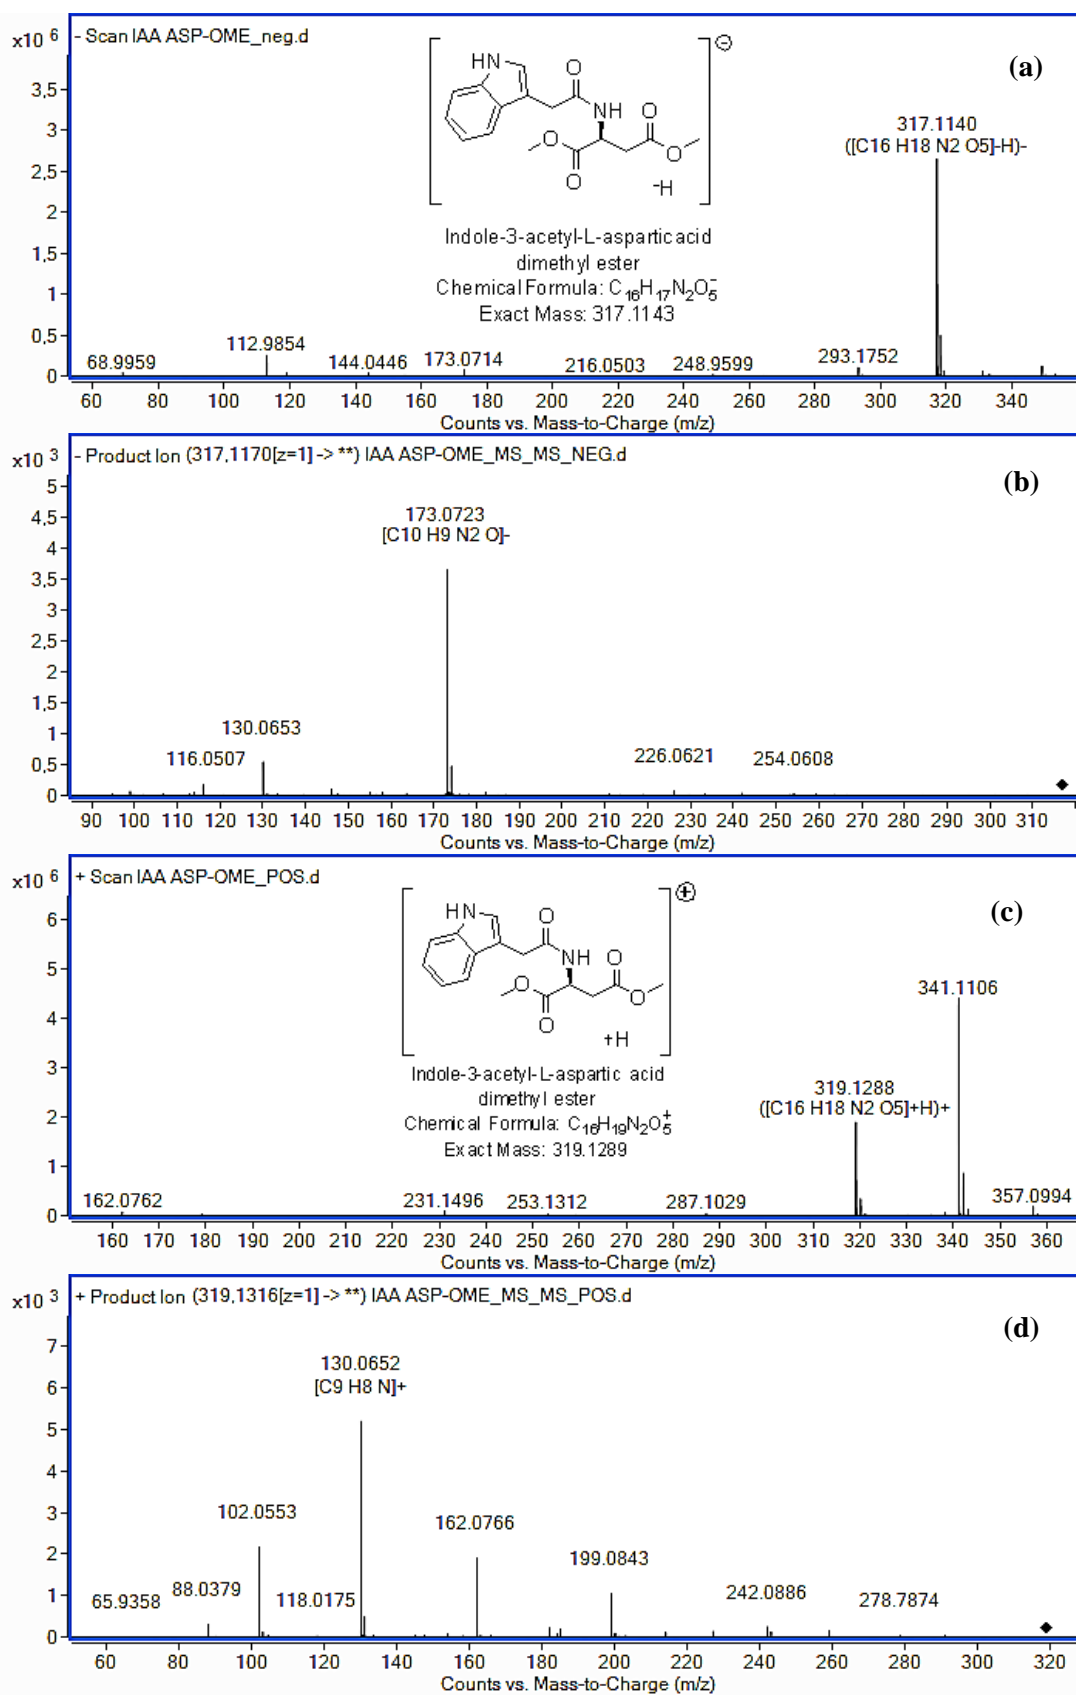 x10 6
- Scan IAA ASP-OME_neg.d
(a)
3,5
3
2,5
2
1,5
1
0,5
0
HN
O
NH
O
O
O
O
-H
Indole-3-acetyl-L-aspartic acid
dimethyl ester
Chemical Formula: C16H17N2O5-
Exact Mass: 317.1143
317.1140
([C16 H18 N2 O5]-H)-
68.9959
112.9854
144.0446
173.0714
216.0503
248.9599
293.1752
60 80 100 120 140 160 180 200 220 240 260 280 300 320 340
Counts vs. Mass-to-Charge (m/z)
x10 3
- Product Ion (317,1170[z=1] -> **) IAA ASP-OME_MS_MS_NEG.d
(b)
5
4,5
4
3,5
3
2,5
2
1,5
1
0,5
0
173.0723
[C10 H9 N2 O]-
130.0653
116.0507
226.0621
254.0608
90 100 110 120 130 140 150 160 170 180 190 200 210 220 230 240 250 260 270 280 290 300 310
Counts vs. Mass-to-Charge (m/z)
x10 6
+ Scan IAA ASP-OME_POS.d
(c)
6
5
4
3
2
1
0
HN
O
NH
O
O
O
O
+H
Indole-3-acetyl-L-aspartic acid
dimethyl ester
Chemical Formula: C16H19N2O5+
Exact Mass: 319.1289
341.1106
319.1288
([C16 H18 N2 O5]+H)+
162.0762
231.1496
253.1312
287.1029
357.0994
160 170 180 190 200 210 220 230 240 250 260 270 280 290 300 310 320 330 340 350 360
Counts vs. Mass-to-Charge (m/z)
x10 3
+ Product Ion (319,1316[z=1] -> **) IAA ASP-OME_MS_MS_POS.d
(d)
7
6
5
4
3
2
1
0
130.0652
[C9 H8 N]+
102.0553
162.0766
199.0843
65.9358
88.0379
118.0175
242.0886
278.7874
60 80 100 120 140 160 180 200 220 240 260 280 300 320
Counts vs. Mass-to-Charge (m/z)